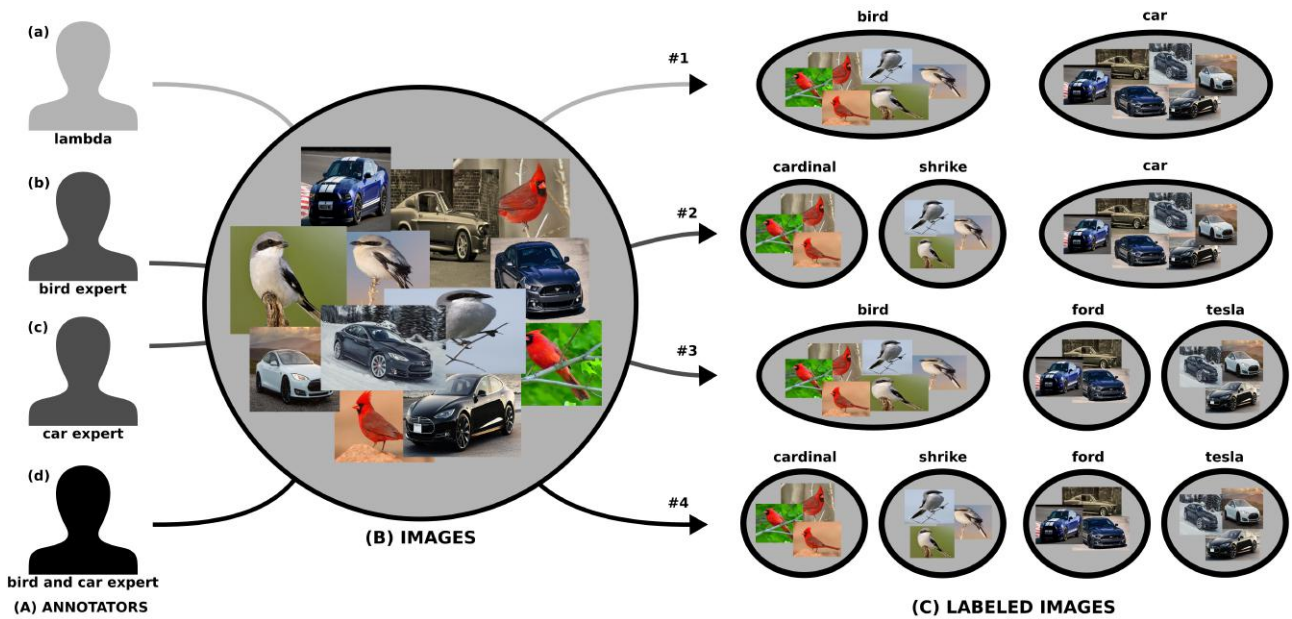 (a)
lambda
(b)
bird expert
(c)
car expert
(d)
bird and car expert
(A) ANNOTATORS
(B) IMAGES
#1
bird
car
#2
cardinal
shrike
car
#3
bird
ford
tesla
#4
cardinal
shrike
ford
tesla
(C) LABELED IMAGES